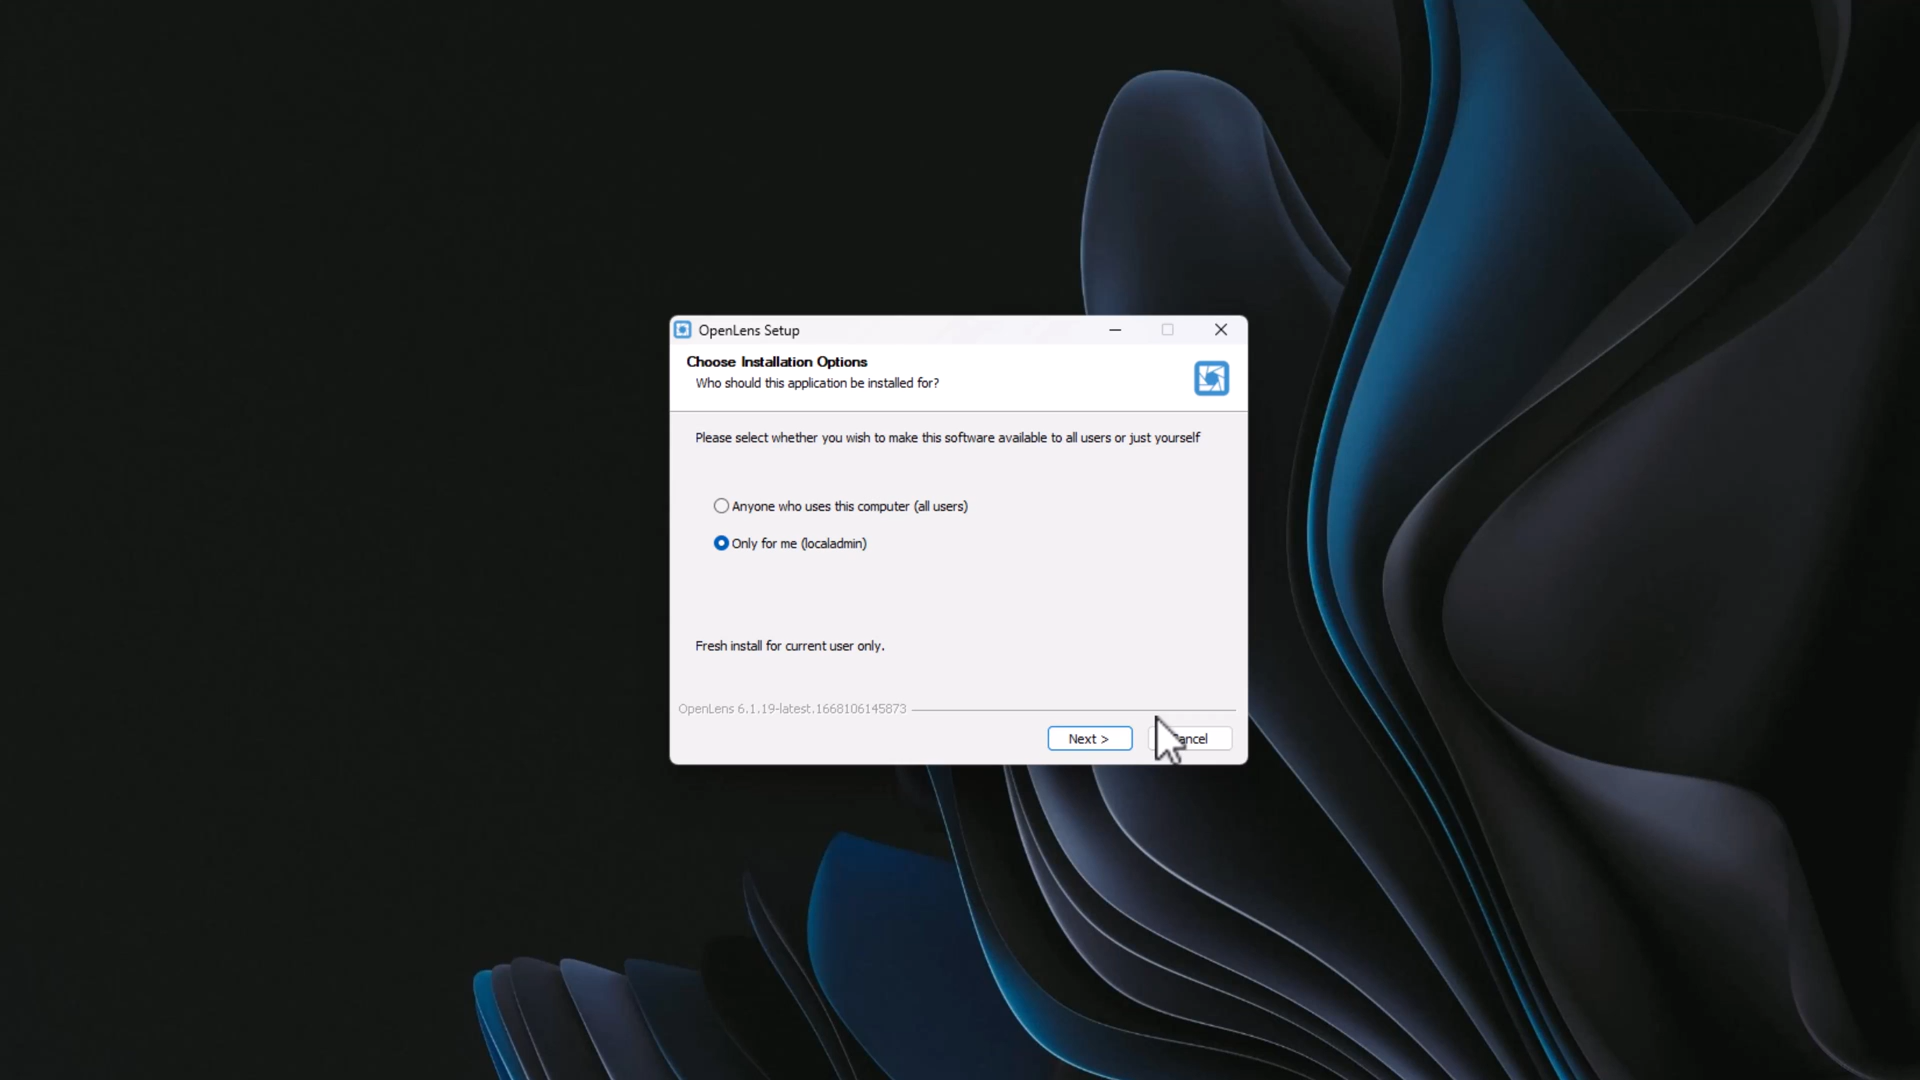 OpenLens Setup
Choose Installation Options
Who should this application be installed for?
Please select whether you wish to make this software available to all users or just yourself
Anyone who uses this computer (all users)
Only for me (localadmin)
Fresh install for current user only.
OpenLens 6.1.19-latest.1668106145873
Next > ancel